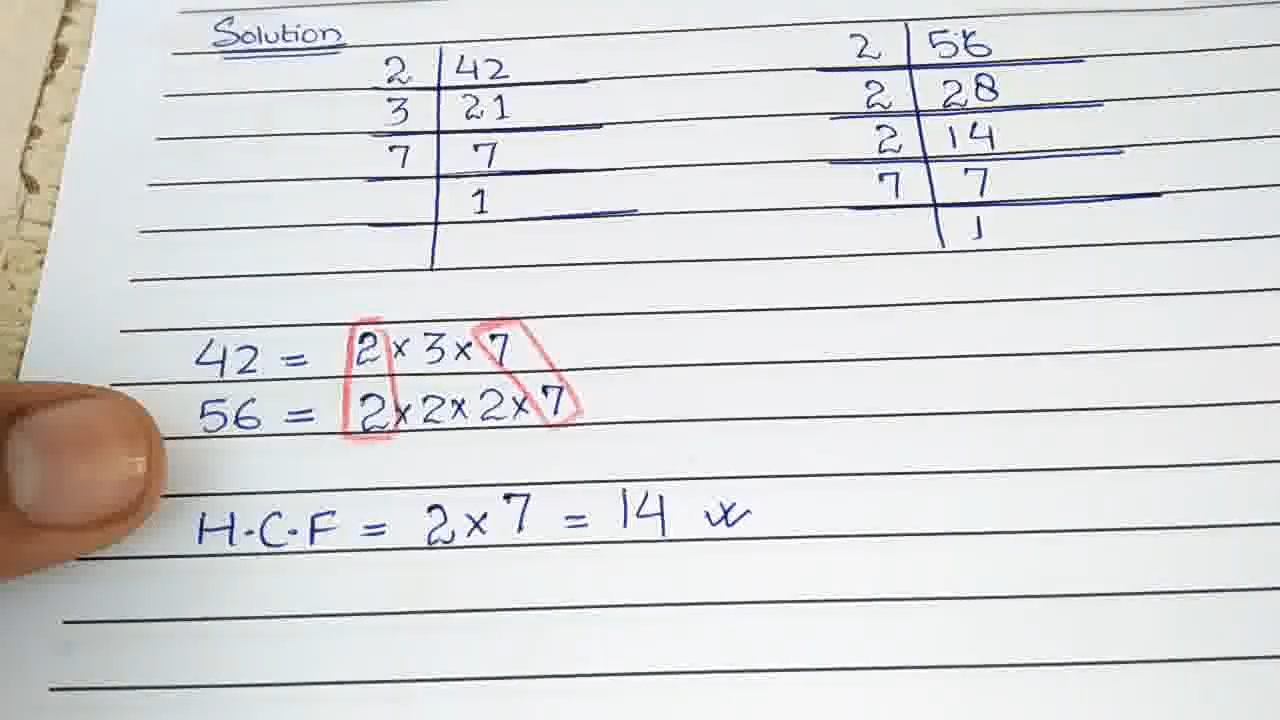 Solution
2 | 42
3 | 21
7 | 7
1
2 | 56
2 | 28
2 | 14
7 | 7
1
42 = 2 × 3 × 7
56 = 2 × 2 × 2 × 7
H.C.F = 2 × 7 = 14